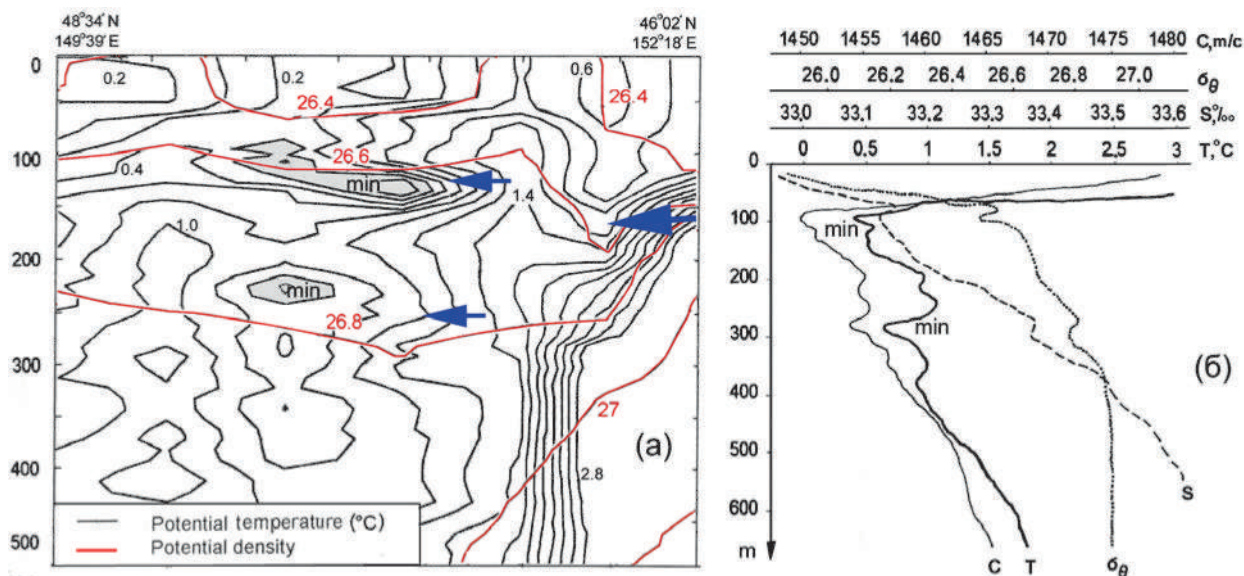 48°34′ N
149°39′ E
46°02′ N
152°18′ E
0
100
200
300
400
500
0.2
0.2
0.6
26.4
26.4
26.6
0.4
min
1.4
1.0
min
26.8
27
2.8
(a)
Potential temperature (°C)
Potential density
1450 1455 1460 1465 1470 1475 1480 C,m/c
26.0 26.2 26.4 26.6 26.8 27.0 σθ
33.0 33.1 33.2 33.3 33.4 33.5 33.6 S,‰
0 0.5 1 1.5 2 2.5 3 T,°C
0
100
200
300
400
500
600
m
min
min
(б)
S
C T σθ